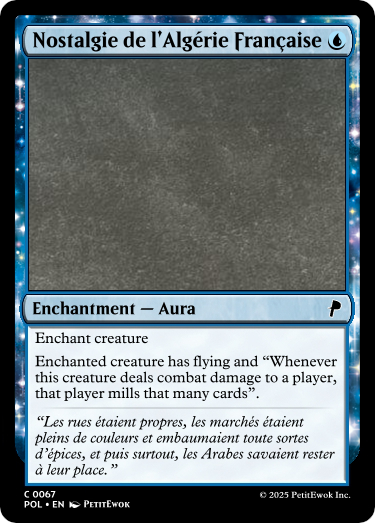 Nostalgie de l'Algérie Française
Enchantment — Aura
Enchant creature
Enchanted creature has flying and “Whenever
this creature deals combat damage to a player,
that player mills that many cards”.
“Les rues étaient propres, les marchés étaient
pleins de couleurs et embaumaient toute sortes
d’épices, et puis surtout, les Arabes savaient rester
à leur place.”
C 0067
POL • EN PetitEwok
© 2025 PetitEwok Inc.